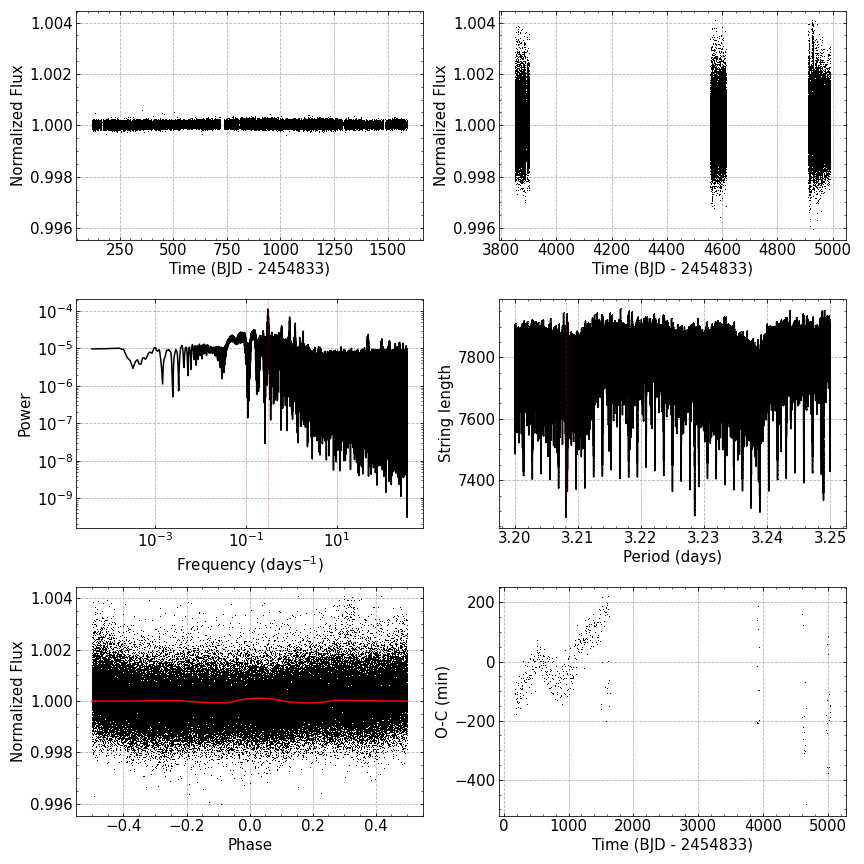 1.004
1.002
1.000
0.998
0.996
Normalized Flux
250 500 750 1000 1250 1500
Time (BJD - 2454833)
1.004
1.002
1.000
0.998
0.996
Normalized Flux
3800 4000 4200 4400 4600 4800 5000
Time (BJD - 2454833)
10⁻⁴
10⁻⁵
10⁻⁶
10⁻⁷
10⁻⁸
10⁻⁹
Power
10⁻³ 10⁻¹ 10¹
Frequency (days⁻¹)
7800
7600
7400
String length
3.20 3.21 3.22 3.23 3.24 3.25
Period (days)
1.004
1.002
1.000
0.998
0.996
Normalized Flux
−0.4 −0.2 0.0 0.2 0.4
Phase
200
0
−200
−400
O-C (min)
0 1000 2000 3000 4000 5000
Time (BJD - 2454833)